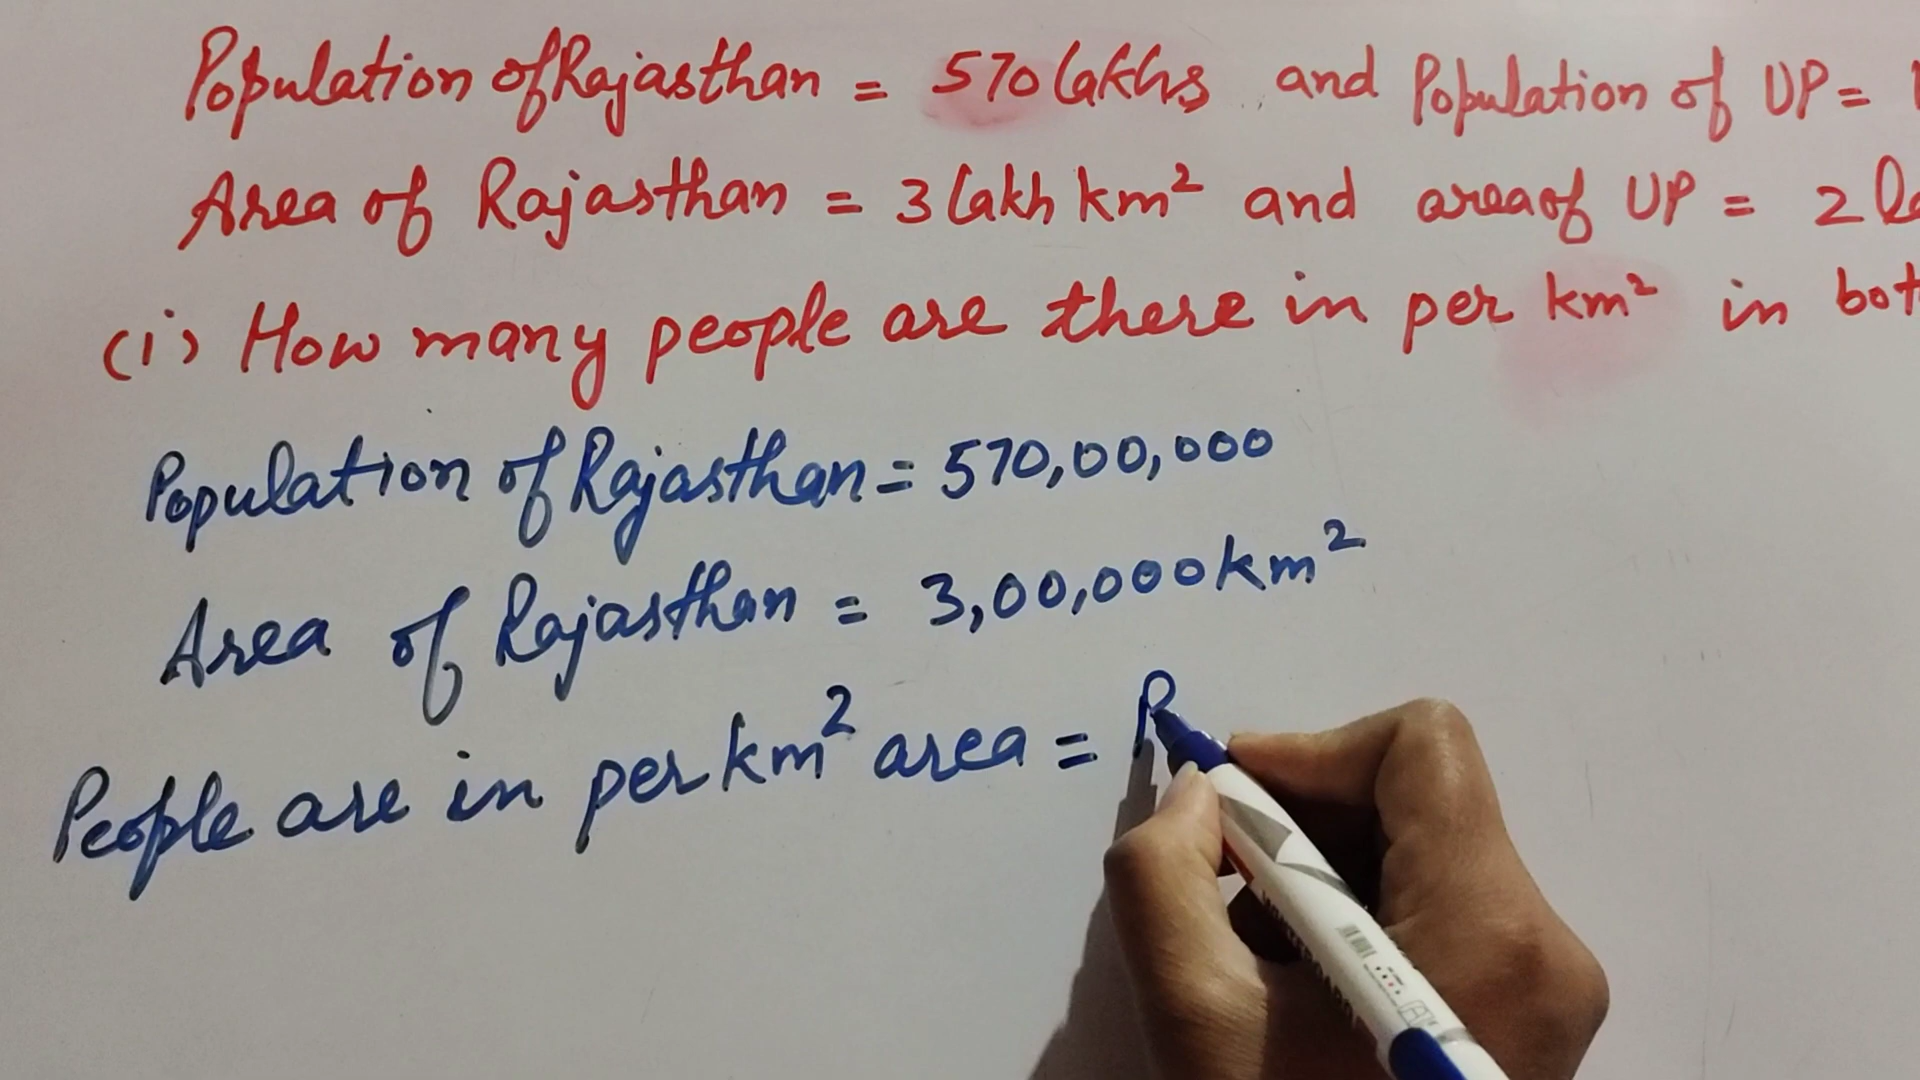 Population of Rajasthan = 570 lakhs and Population of UP =
Area of Rajasthan = 3 lakh km² and area of UP = 2
(i) How many people are there in per km² in
Population of Rajasthan = 570,00,000
Area of Rajasthan = 3,00,000 km²
People are in per km² area = P